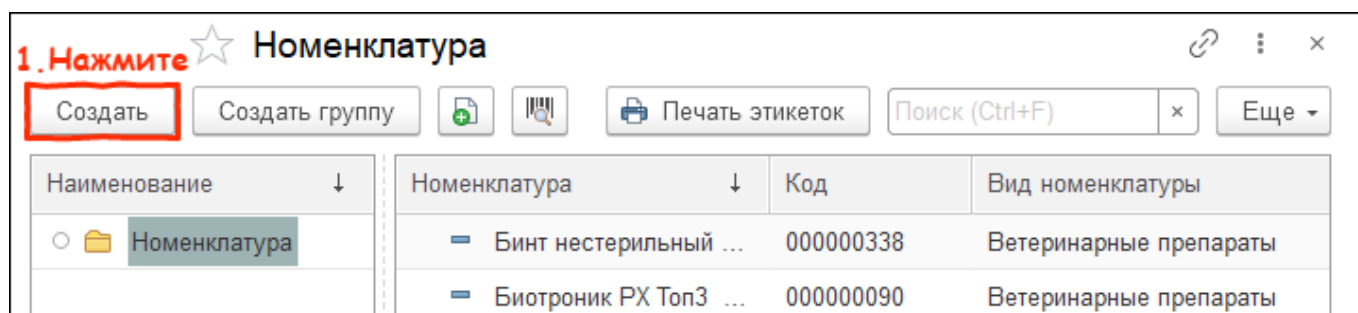 1.Нажмите Номенклатура
Создать Создать группу Печать этикеток Поиск (Ctrl+F) × Еще
Наименование ↓ Номенклатура ↓ Код Вид номенклатуры
Номенклатура Бинт нестерильный ... 000000338 Ветеринарные препараты
Биотроник РХ Топ3 ... 000000090 Ветеринарные препараты